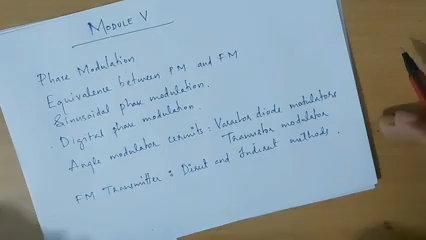 MODULE V
Phase Modulation
Equivalence between PM and FM
Sinusoidal phase modulation.
Digital phase modulation.
Angle modulator circuits: Varactor diode modulators
Transistor modulator
FM Transmitter: Direct and Indirect methods.